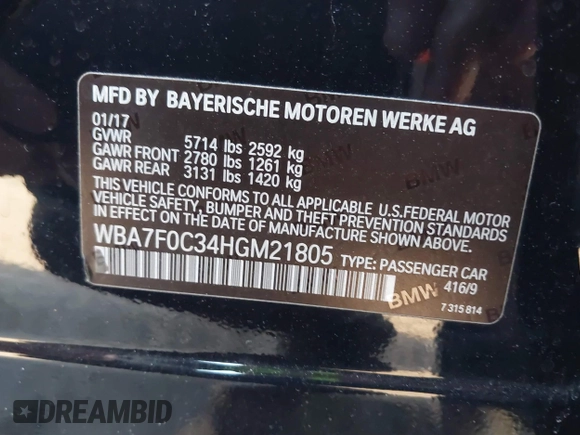 MFD BY BAYERISCHE MOTOREN WERKE AG
01/17
GVWR 5714 lbs 2592 kg
GAWR FRONT 2780 lbs 1261 kg
GAWR REAR 3131 lbs 1420 kg
THIS VEHICLE CONFORMS TO ALL APPLICABLE U.S.FEDERAL MOTOR
VEHICLE SAFETY, BUMPER AND THEFT PREVENTION STANDARDS
IN EFFECT ON THE DATE OF MANUFACTURE SHOWN ABOVE.
WBA7F0C34HGM21805 TYPE: PASSENGER CAR
416/9
BMW
7 315 814
DREAMBID